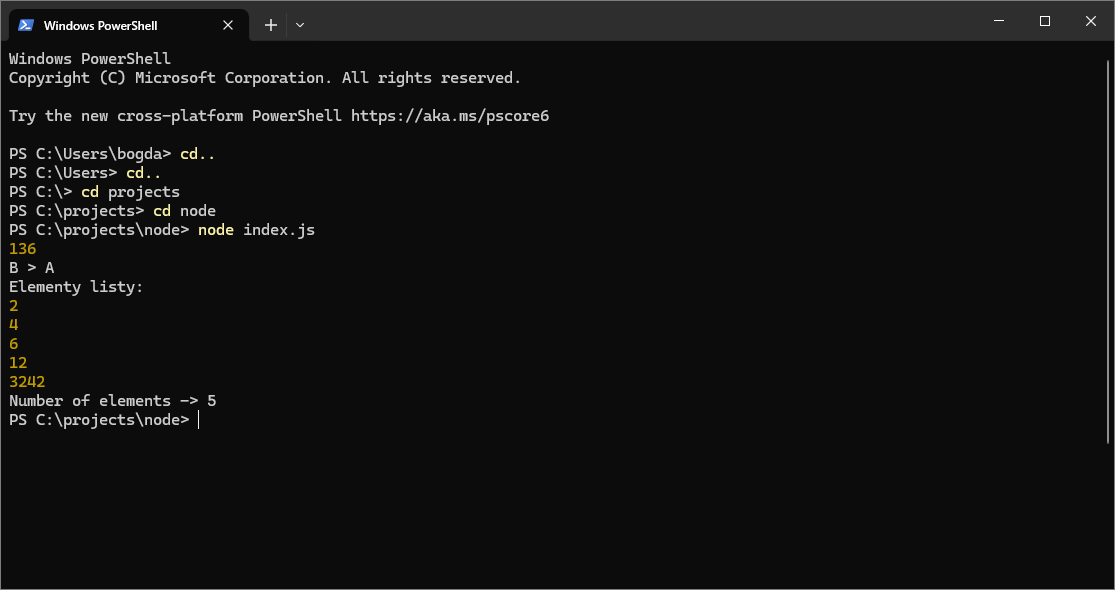 Windows PowerShell
Windows PowerShell
Copyright (C) Microsoft Corporation. All rights reserved.
Try the new cross-platform PowerShell https://aka.ms/pscore6
PS C:\Users\bogda> cd..
PS C:\Users> cd..
PS C:\> cd projects
PS C:\projects> cd node
PS C:\projects\node> node index.js
136
B > A
Elementy listy:
2
4
6
12
3242
Number of elements -> 5
PS C:\projects\node>